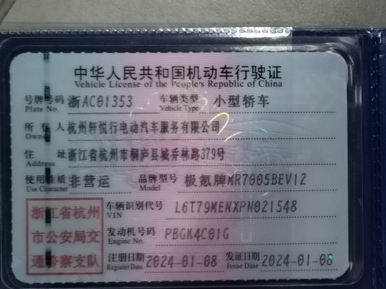 中华人民共和国机动车行驶证
Vehicle License of the People's Republic of China
号牌号码 浙AC01353 车辆类型 小型轿车
Plate No. Vehicle Type
所有人 杭州轩悦行电动汽车服务有限公司
Owner
住址 浙江省杭州市桐庐县城乔林路379号
Address
使用性质 非营运 品牌型号 极氪牌MR7005BEV12
Use Character Model
浙江省杭州 车辆识别代号 L6T79MENXPN021548
VIN
市公安局交 发动机号码 PBGK4C01G
Engine No.
通警察支队 注册日期 2024-01-08 发证日期 2024-01-08
Register Date Issue Date